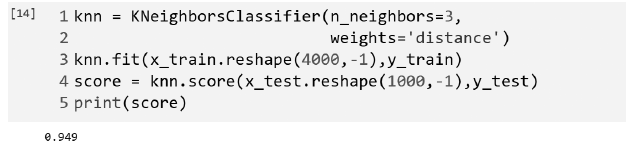 [14] 1 knn = KNeighborsClassifier(n_neighbors=3,
2 weights='distance')
3 knn.fit(x_train.reshape(4000,-1),y_train)
4 score = knn.score(x_test.reshape(1000,-1),y_test)
5 print(score)
0.949